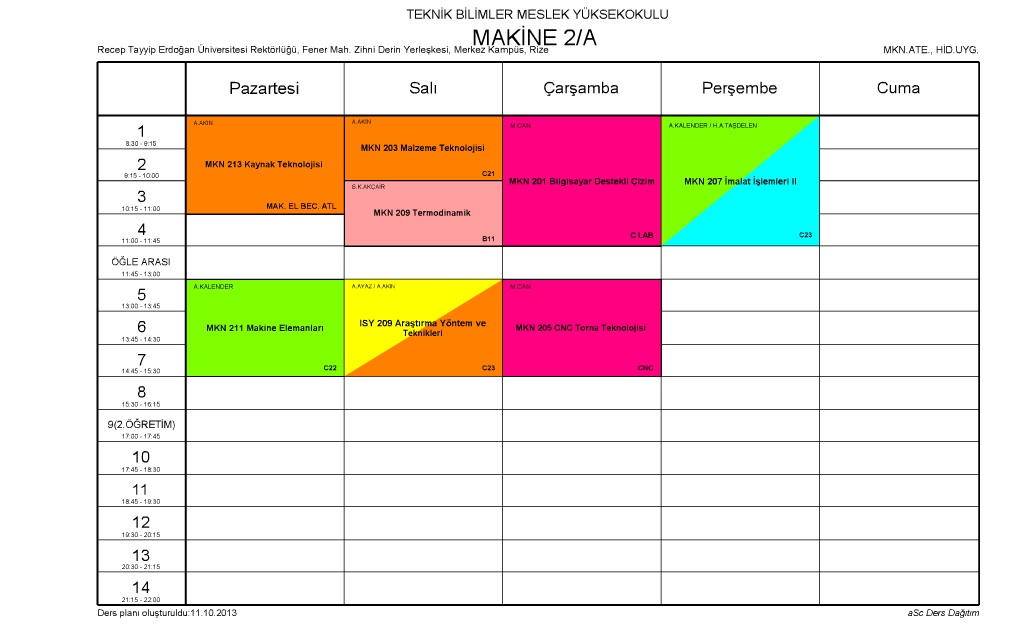 TEKNİK BİLİMLER MESLEK YÜKSEKOKULU
MAKİNE 2/A
Recep Tayyip Erdoğan Üniversitesi Rektörlüğü, Fener Mah. Zihni Derin Yerleşkesi, Merkez Kampüs, Rize
MKN.ATE., HİD.UYG.
Pazartesi Salı Çarşamba Perşembe Cuma
1
8:30 - 9:15
2
9:15 - 10:00
3
10:15 - 11:00
4
11:00 - 11:45
A.AKIN
MKN 213 Kaynak Teknolojisi
MAK. EL BEC. ATL
A.AKIN
MKN 203 Malzeme Teknolojisi
C21
S.K.AKÇAİR
MKN 209 Termodinamik
B11
M.CAN
MKN 201 Bilgisayar Destekli Çizim
C LAB
A.KALENDER / H.A.TAŞDELEN
MKN 207 İmalat İşlemleri II
C23
ÖĞLE ARASI
11:45 - 13:00
5
13:00 - 13:45
6
13:45 - 14:30
7
14:45 - 15:30
A.KALENDER
MKN 211 Makine Elemanları
C22
A.AYAZ / A.AKIN
ISY 209 Araştırma Yöntem ve
Teknikleri
C23
M.CAN
MKN 205 CNC Torna Teknolojisi
CNC
8
15:30 - 16:15
9(2.ÖĞRETİM)
17:00 - 17:45
10
17:45 - 18:30
11
18:45 - 19:30
12
19:30 - 20:15
13
20:30 - 21:15
14
21:15 - 22:00
Ders planı oluşturuldu:11.10.2013
aSc Ders Dağıtım